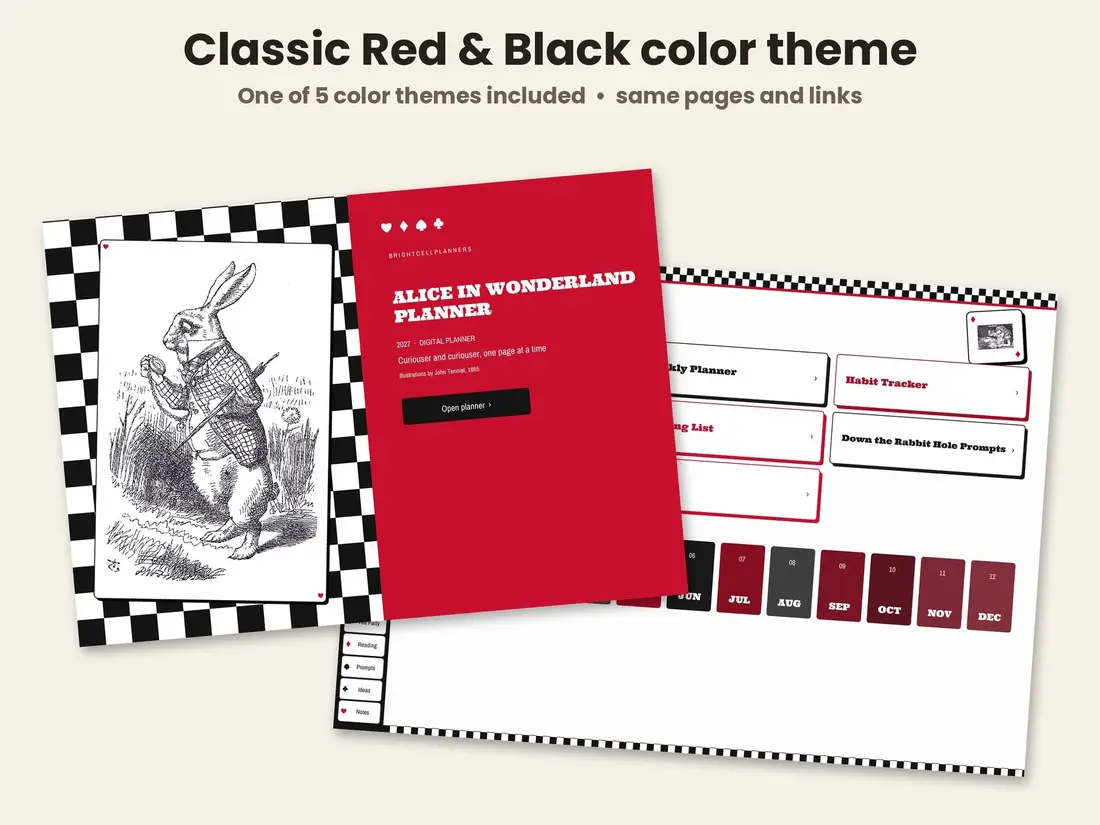 Classic Red & Black color theme
One of 5 color themes included • same pages and links
BRIGHTCELLPLANNERS
ALICE IN WONDERLAND
PLANNER
2027 · DIGITAL PLANNER
Curiouser and curiouser, one page at a time
Illustrations by John Tenniel, 1865
Open planner ›
Planner ›
Habit Tracker ›
List ›
Down the Rabbit Hole Prompts ›
›
06
JUN
07
JUL
08
AUG
09
SEP
10
OCT
11
NOV
12
DEC
Party
Reading
Prompts
Ideas
Notes